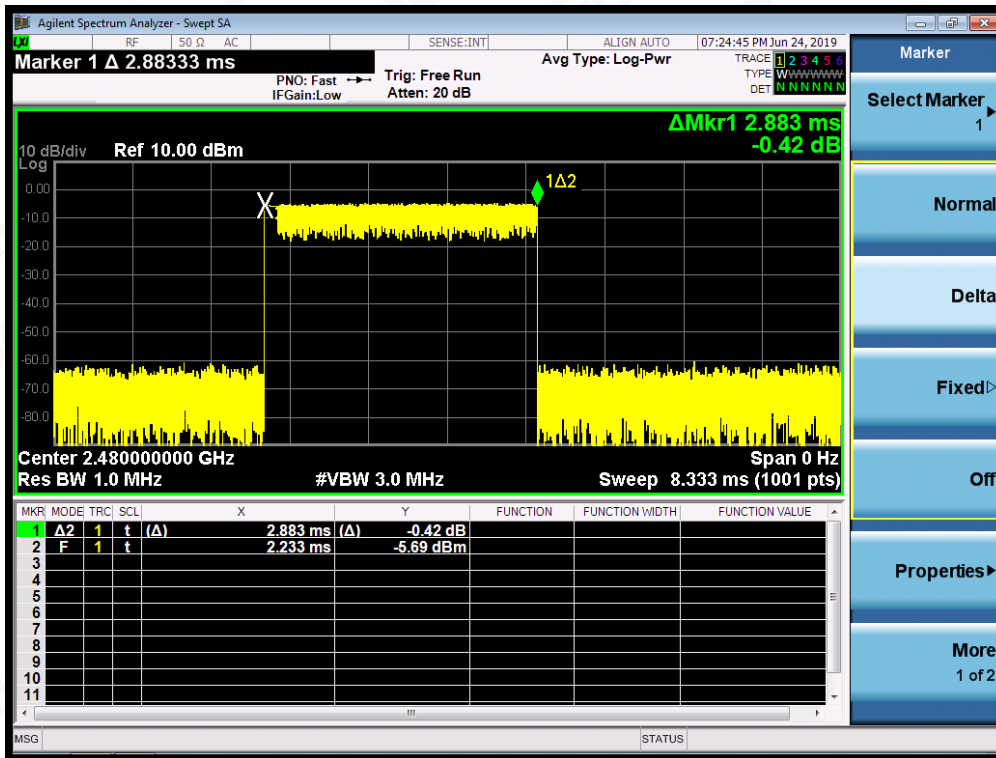 Agilent Spectrum Analyzer - Swept SA
LXI RF 50 Ω AC SENSE:INT ALIGN AUTO 07:24:45 PM Jun 24, 2019
Marker 1 Δ 2.88333 ms
PNO: Fast
IFGain:Low
Trig: Free Run
Atten: 20 dB
Avg Type: Log-Pwr
TRACE 1 2 3 4 5 6
TYPE WWWWWWW
DET N N N N N N
ΔMkr1 2.883 ms
-0.42 dB
10 dB/div Ref 10.00 dBm
Log
0.00
-10.0
-20.0
-30.0
-40.0
-50.0
-60.0
-70.0
-80.0
X
1Δ2
Center 2.480000000 GHz Span 0 Hz
Res BW 1.0 MHz #VBW 3.0 MHz Sweep 8.333 ms (1001 pts)
MKR MODE TRC SCL X Y FUNCTION FUNCTION WIDTH FUNCTION VALUE
1 Δ2 1 t (Δ) 2.883 ms (Δ) -0.42 dB
2 F 1 t 2.233 ms -5.69 dBm
3
4
5
6
7
8
9
10
11
MSG STATUS
Marker
Select Marker
1
Normal
Delta
Fixed
Off
Properties
More
1 of 2